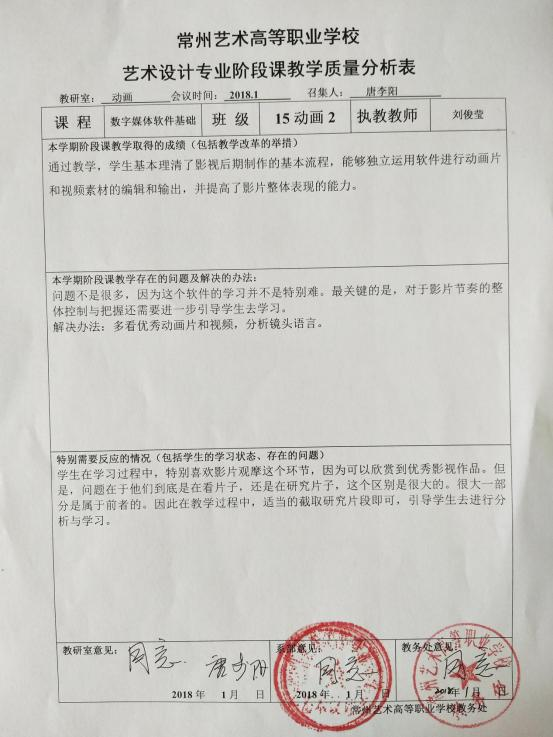 常州艺术高等职业学校
艺术设计专业阶段课教学质量分析表
教研室： 动画 会议时间： 2018.1 召集人： 唐李阳
课 程 数字媒体软件基础 班 级 15 动画 2 执教教师 刘俊莹
本学期阶段课教学取得的成绩（包括教学改革的举措）
通过教学，学生基本理清了影视后期制作的基本流程，能够独立运用软件进行动画片
和视频素材的编辑和输出，并提高了影片整体表现的能力。
本学期阶段课教学存在的问题及解决的办法：
问题不是很多，因为这个软件的学习并不是特别难。最关键的是，对于影片节奏的整
体控制与把握还需要进一步引导学生去学习。
解决办法：多看优秀动画片和视频，分析镜头语言。
特别需要反应的情况（包括学生的学习状态、存在的问题）
学生在学习过程中，特别喜欢影片观摩这个环节，因为可以欣赏到优秀影视作品。但
是，问题在于他们到底是在看片子，还是在研究片子，这个区别是很大的。很大一部
分是属于前者的。因此在教学过程中，适当的截取研究片段即可，引导学生去进行分
析与学习。
教研室意见： 系部意见： 教务处意见：
同意 唐李阳 同意 同意
2018 年 1 月 日 2018 年 1 月 日 2018年 1 月 日
常州艺术高等职业学校教务处